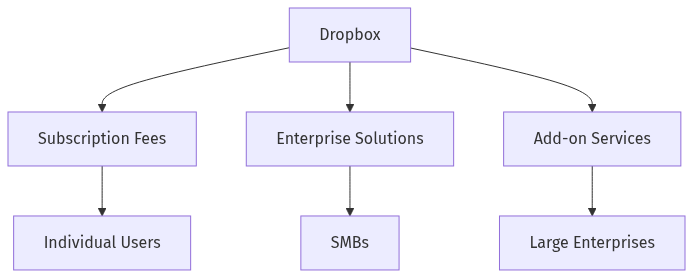 Dropbox
Subscription Fees
Enterprise Solutions
Add-on Services
Individual Users
SMBs
Large Enterprises